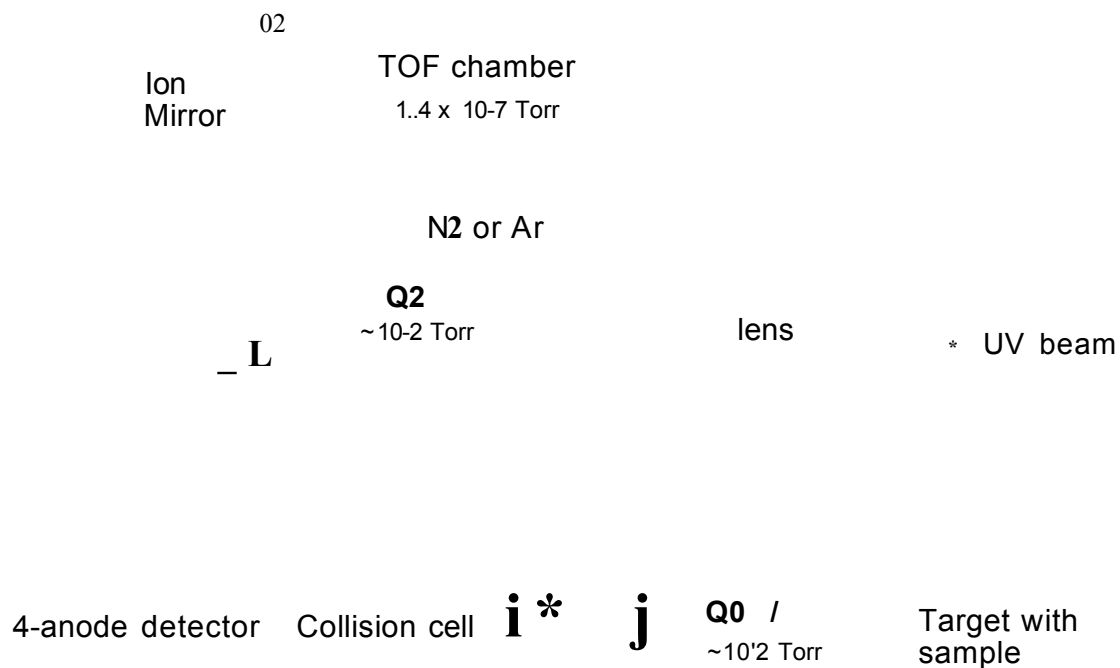 02
TOF chamber
Ion
Mirror
1..4 x 10-7 Torr
N2 or Ar
Q2
~10-2 Torr
lens
* UV beam
_ L
4-anode detector
Collision cell
i *
j
Q0 /
~10'2 Torr
Target with
sample